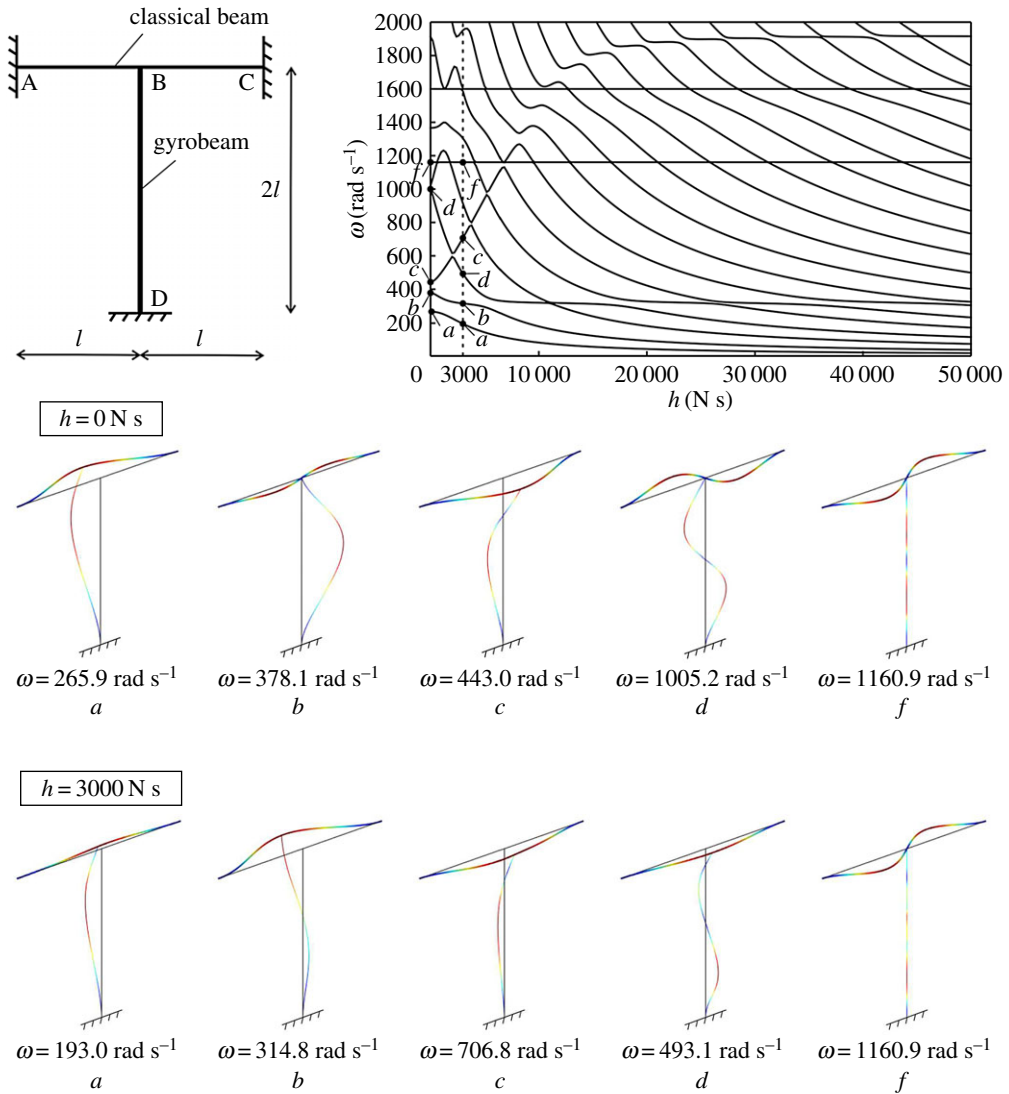 classical beam
A
B
C
gyrobeam
2l
D
l
l
ω (rad s⁻¹)
2000
1800
1600
1400
1200
1000
800
600
400
200
f
f
d
c
c
d
b
b
a
a
0 3000 10 000 20 000 30 000 40 000 50 000
h (N s)
h = 0 N s
ω = 265.9 rad s⁻¹ ω = 378.1 rad s⁻¹ ω = 443.0 rad s⁻¹ ω = 1005.2 rad s⁻¹ ω = 1160.9 rad s⁻¹
a b c d f
h = 3000 N s
ω = 193.0 rad s⁻¹ ω = 314.8 rad s⁻¹ ω = 706.8 rad s⁻¹ ω = 493.1 rad s⁻¹ ω = 1160.9 rad s⁻¹
a b c d f